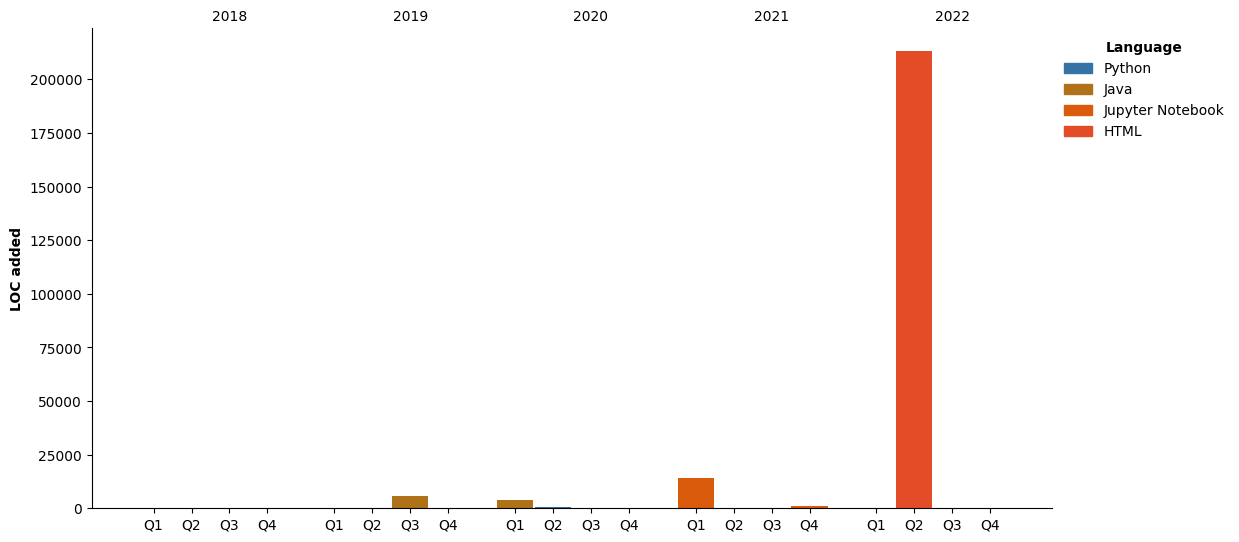 2018 2019 2020 2021 2022
Language
Python
Java
Jupyter Notebook
HTML
LOC added
200000
175000
150000
125000
100000
75000
50000
25000
0
Q1 Q2 Q3 Q4 Q1 Q2 Q3 Q4 Q1 Q2 Q3 Q4 Q1 Q2 Q3 Q4 Q1 Q2 Q3 Q4